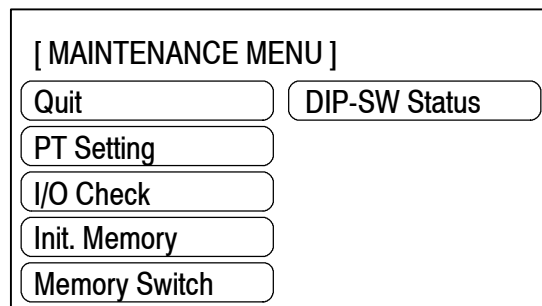 [ MAINTENANCE MENU ]
Quit
DIP-SW Status
PT Setting
I/O Check
Init. Memory
Memory Switch